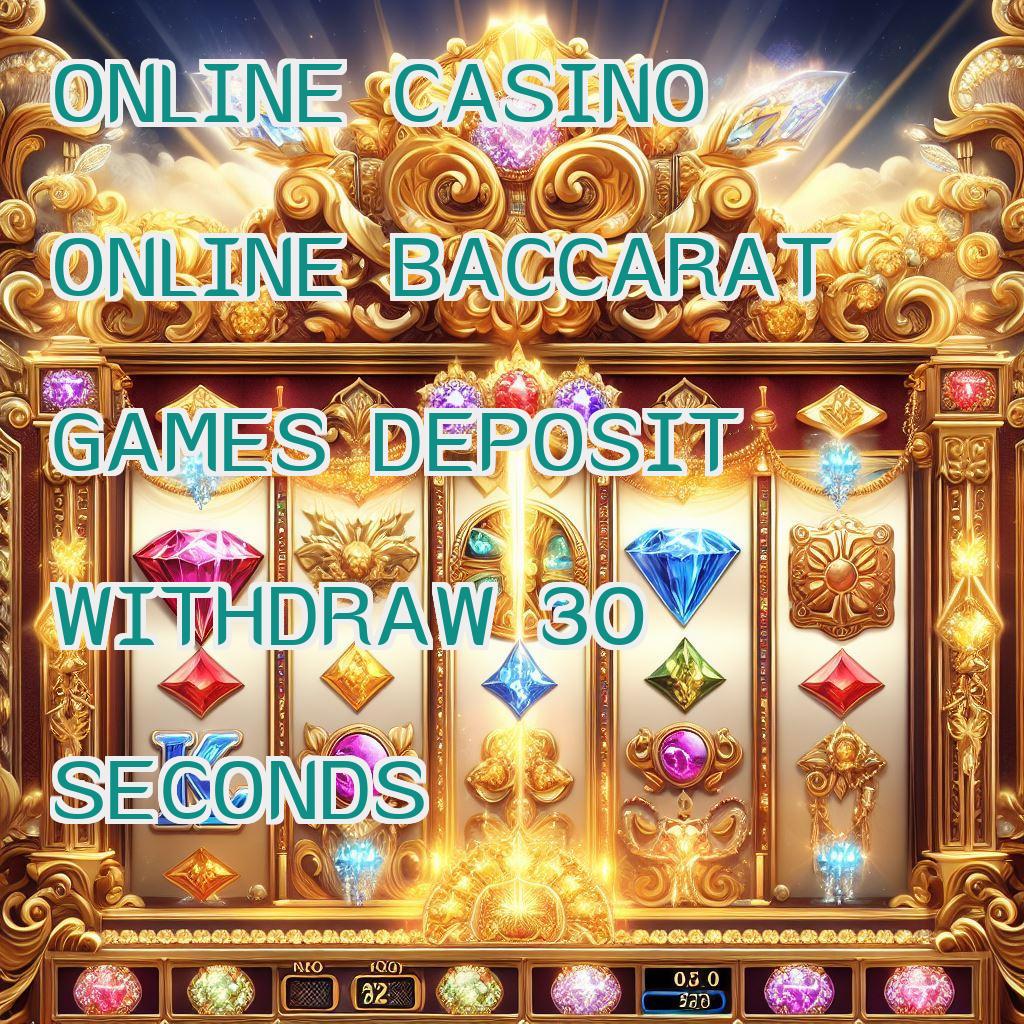 ONLINE CASINO
ONLINE BACCARAT
GAMES DEPOSIT
WITHDRAW 30
SECONDS
K